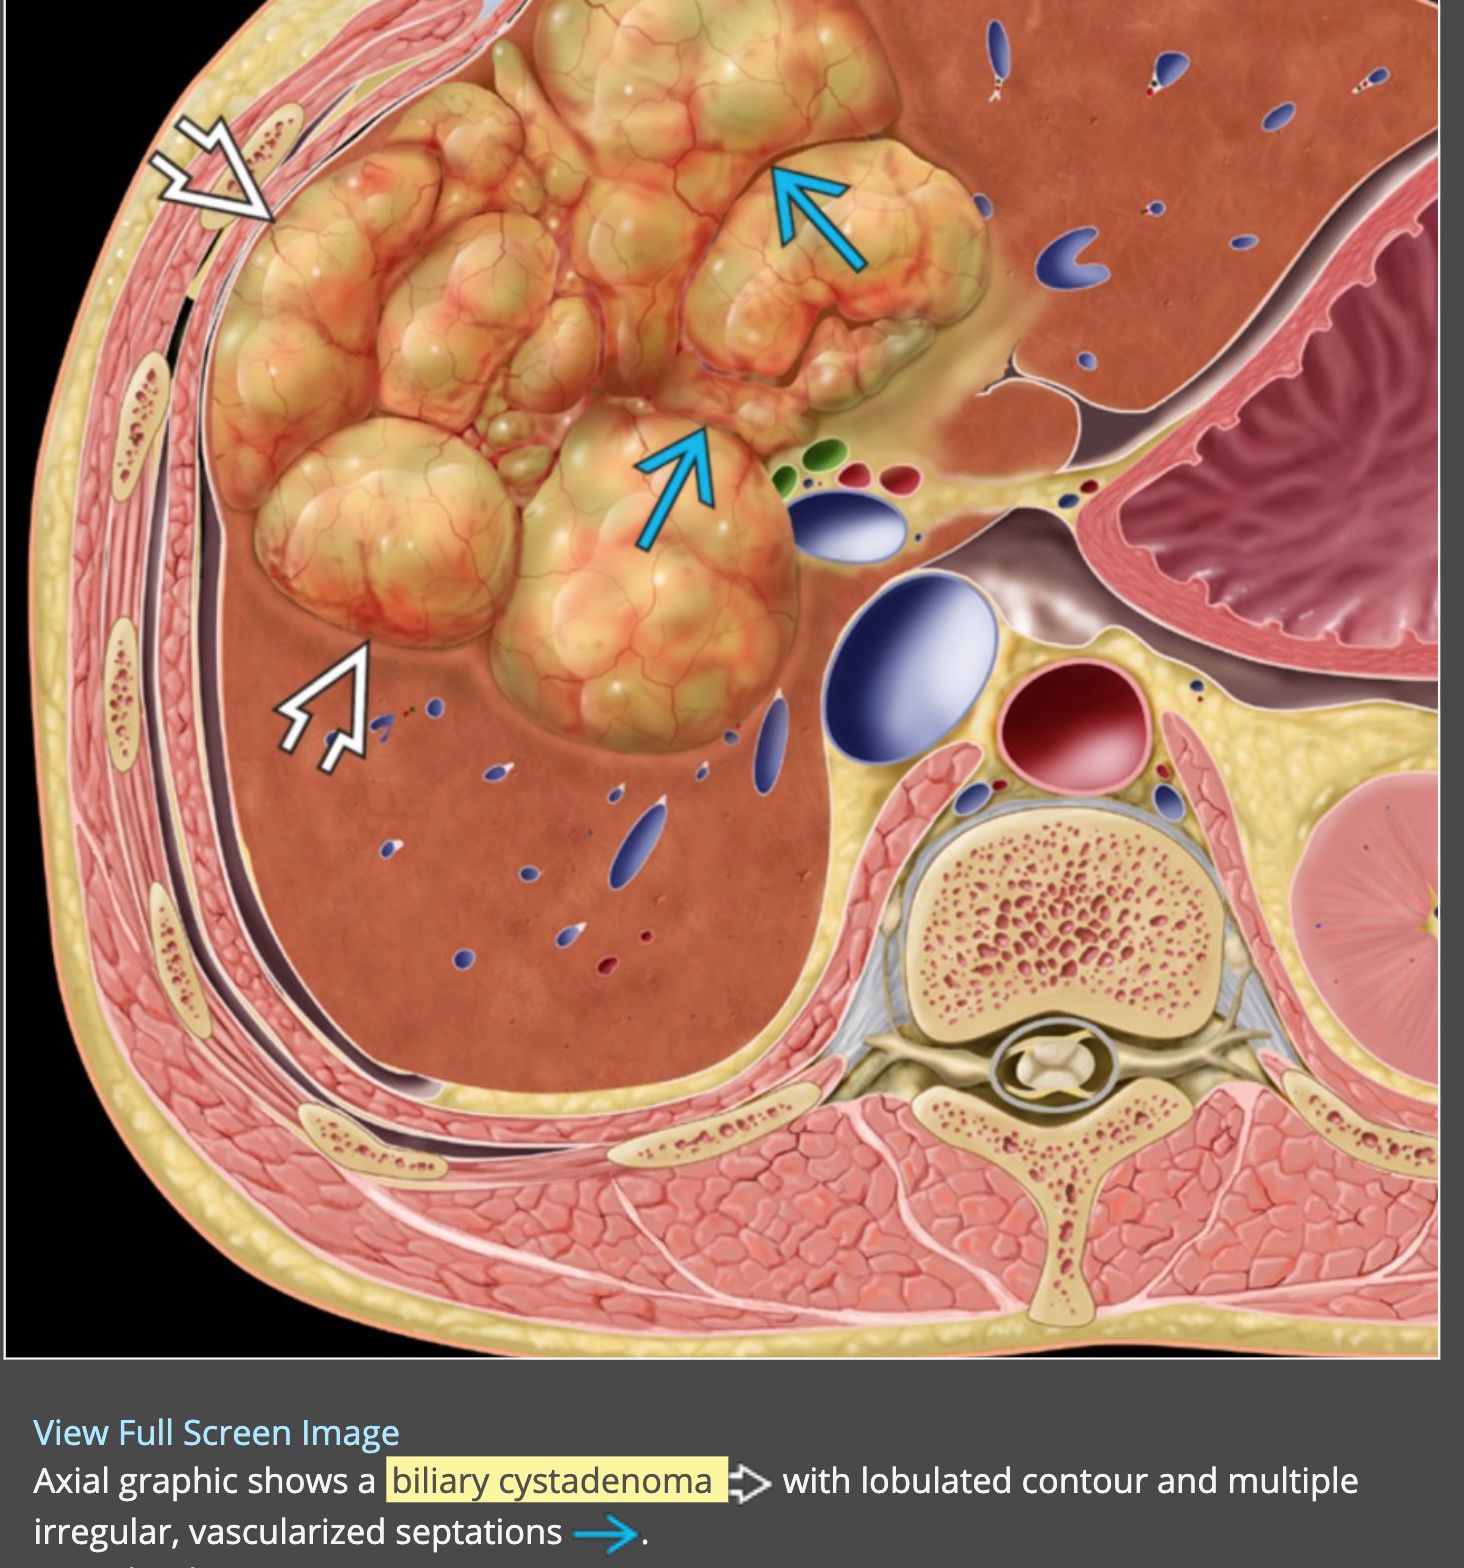 View Full Screen Image
Axial graphic shows a biliary cystadenoma with lobulated contour and multiple
irregular, vascularized septations .